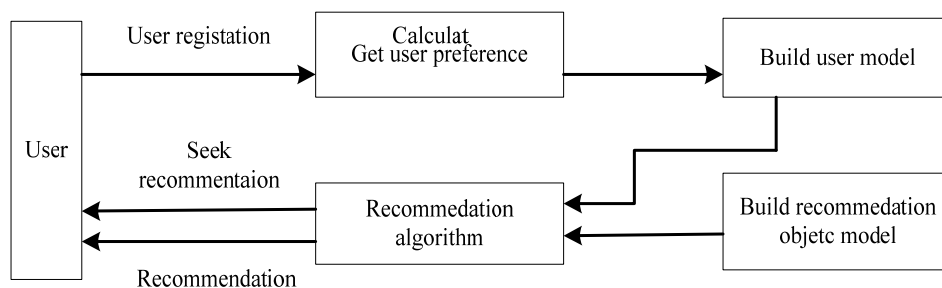 User registation
Calculat
Get user preference
Build user model
User
Seek
recommentaion
Recommedation
algorithm
Build recommedation
objetc model
Recommendation